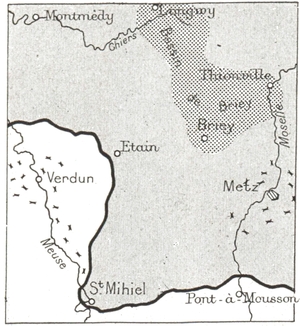 Montmédy
Longwy
Chiers
Bassin
de
Briey
Thionville
Moselle
Briey
Etain
Verdun
Metz
Meuse
St Mihiel
Pont-à-Mousson